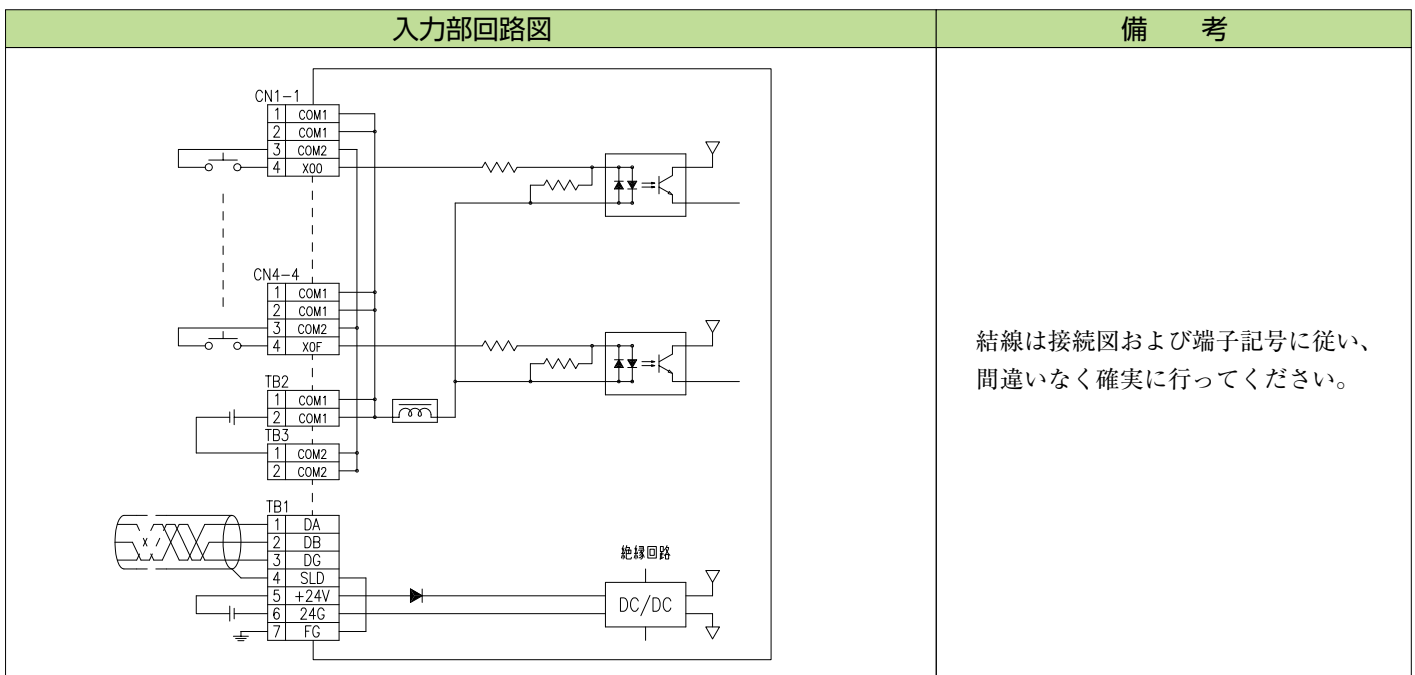 入力部回路図
備 考
CN1-1
1 COM1
2 COM1
3 COM2
4 X00
CN4-4
1 COM1
2 COM1
3 COM2
4 X0F
TB2
1 COM1
2 COM1
TB3
1 COM2
2 COM2
TB1
1 DA
2 DB
3 DG
4 SLD
5 +24V
6 24G
7 FG
絶縁回路
DC/DC
結線は接続図および端子記号に従い、
間違いなく確実に行ってください。